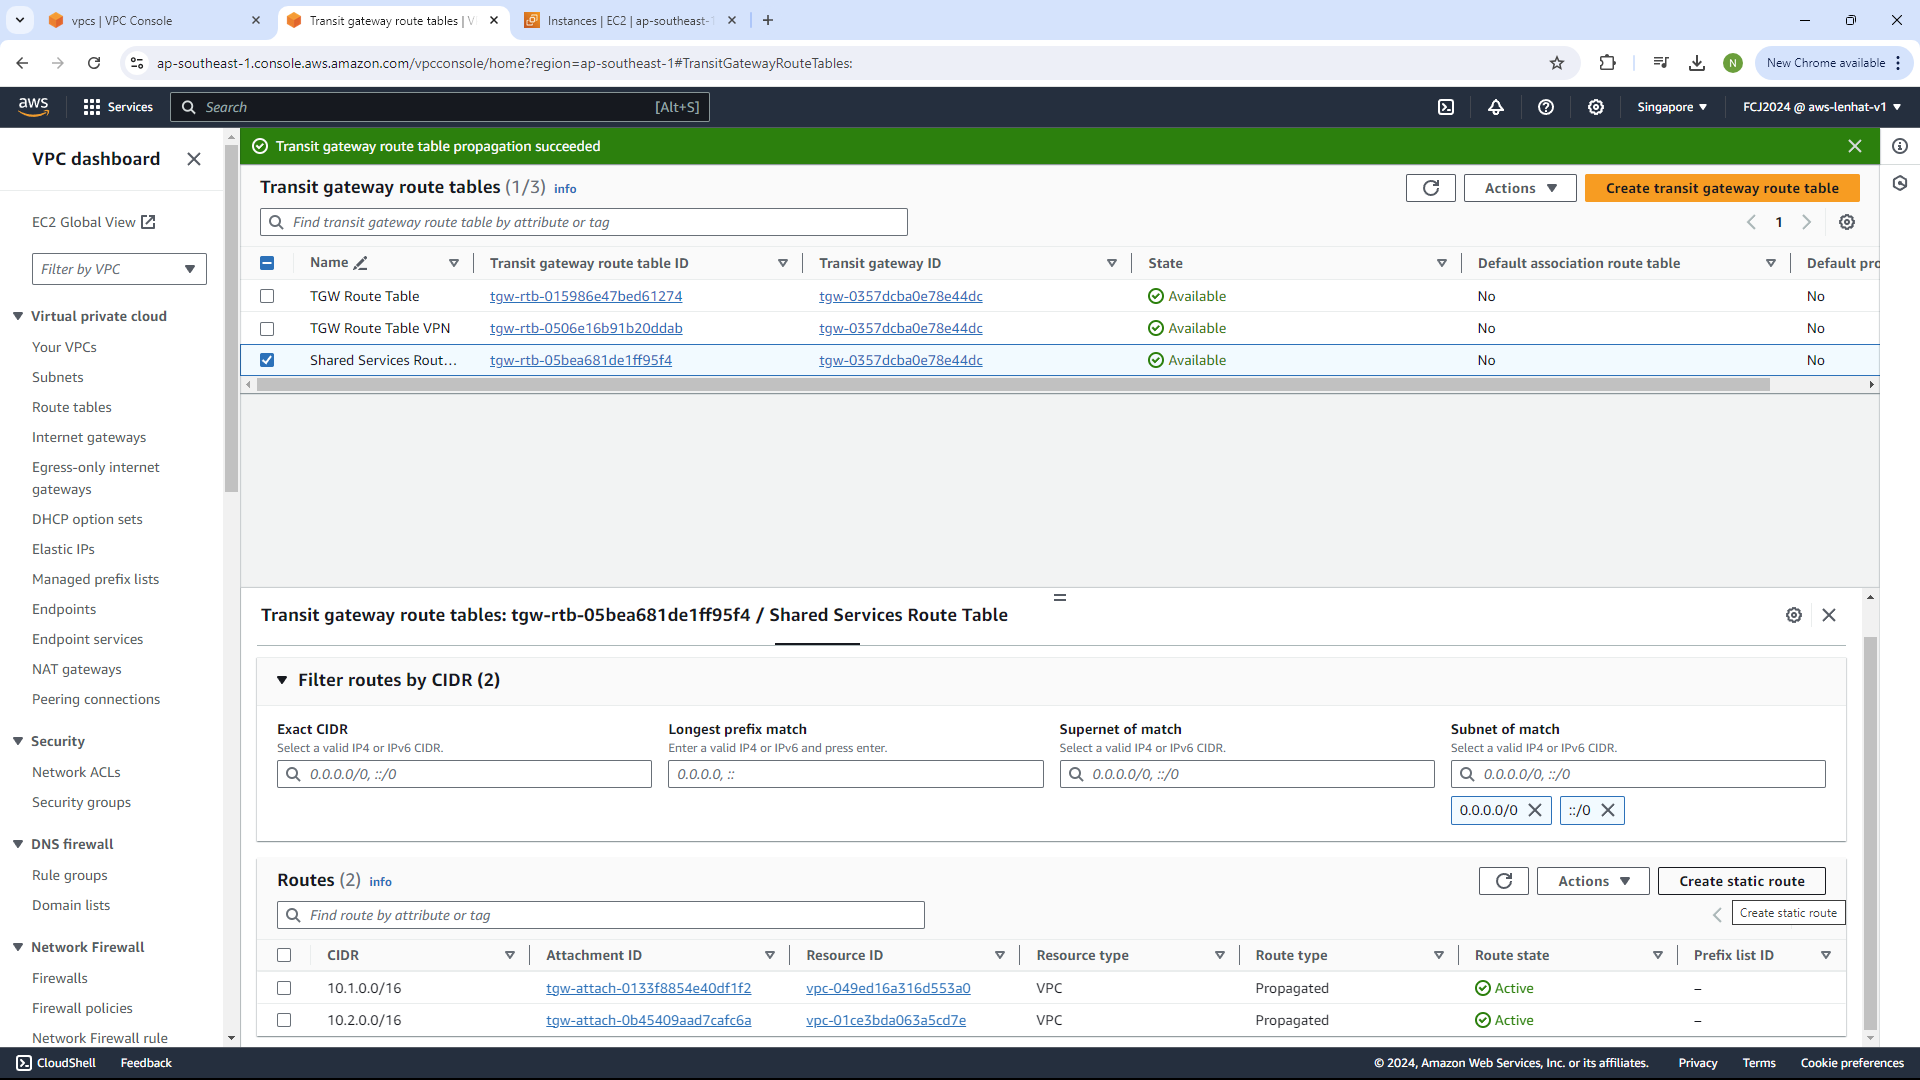 vpcs | VPC Console
Transit gateway route tables | V
Instances | EC2 | ap-southeast-
ap-southeast-1.console.aws.amazon.com/vpcconsole/home?region=ap-southeast-1#TransitGatewayRouteTables:
N
New Chrome available
aws
Services
Search
[Alt+S]
Singapore
FCJ2024 @ aws-lenhat-v1
VPC dashboard
EC2 Global View
Filter by VPC
Virtual private cloud
Your VPCs
Subnets
Route tables
Internet gateways
Egress-only internet
gateways
DHCP option sets
Elastic IPs
Managed prefix lists
Endpoints
Endpoint services
NAT gateways
Peering connections
Security
Network ACLs
Security groups
DNS firewall
Rule groups
Domain lists
Network Firewall
Firewalls
Firewall policies
Network Firewall rule
Transit gateway route table propagation succeeded
Transit gateway route tables (1/3) info
Actions
Create transit gateway route table
Find transit gateway route table by attribute or tag
1
Name Transit gateway route table ID Transit gateway ID State Default association route table Default pro
TGW Route Table tgw-rtb-015986e47bed61274 tgw-0357dcba0e78e44dc Available No No
TGW Route Table VPN tgw-rtb-0506e16b91b20ddab tgw-0357dcba0e78e44dc Available No No
Shared Services Rout... tgw-rtb-05bea681de1ff95f4 tgw-0357dcba0e78e44dc Available No No
Transit gateway route tables: tgw-rtb-05bea681de1ff95f4 / Shared Services Route Table
Filter routes by CIDR (2)
Exact CIDR
Select a valid IP4 or IPv6 CIDR.
0.0.0.0/0, ::/0
Longest prefix match
Enter a valid IP4 or IPv6 and press enter.
0.0.0.0, ::
Supernet of match
Select a valid IP4 or IPv6 CIDR.
0.0.0.0/0, ::/0
Subnet of match
Select a valid IP4 or IPv6 CIDR.
0.0.0.0/0, ::/0
0.0.0.0/0
::/0
Routes (2) info
Actions
Create static route
Find route by attribute or tag
Create static route
CIDR Attachment ID Resource ID Resource type Route type Route state Prefix list ID
10.1.0.0/16 tgw-attach-0133f8854e40df1f2 vpc-049ed16a316d553a0 VPC Propagated Active –
10.2.0.0/16 tgw-attach-0b45409aad7cafc6a vpc-01ce3bda063a5cd7e VPC Propagated Active –
CloudShell
Feedback
© 2024, Amazon Web Services, Inc. or its affiliates.
Privacy
Terms
Cookie preferences